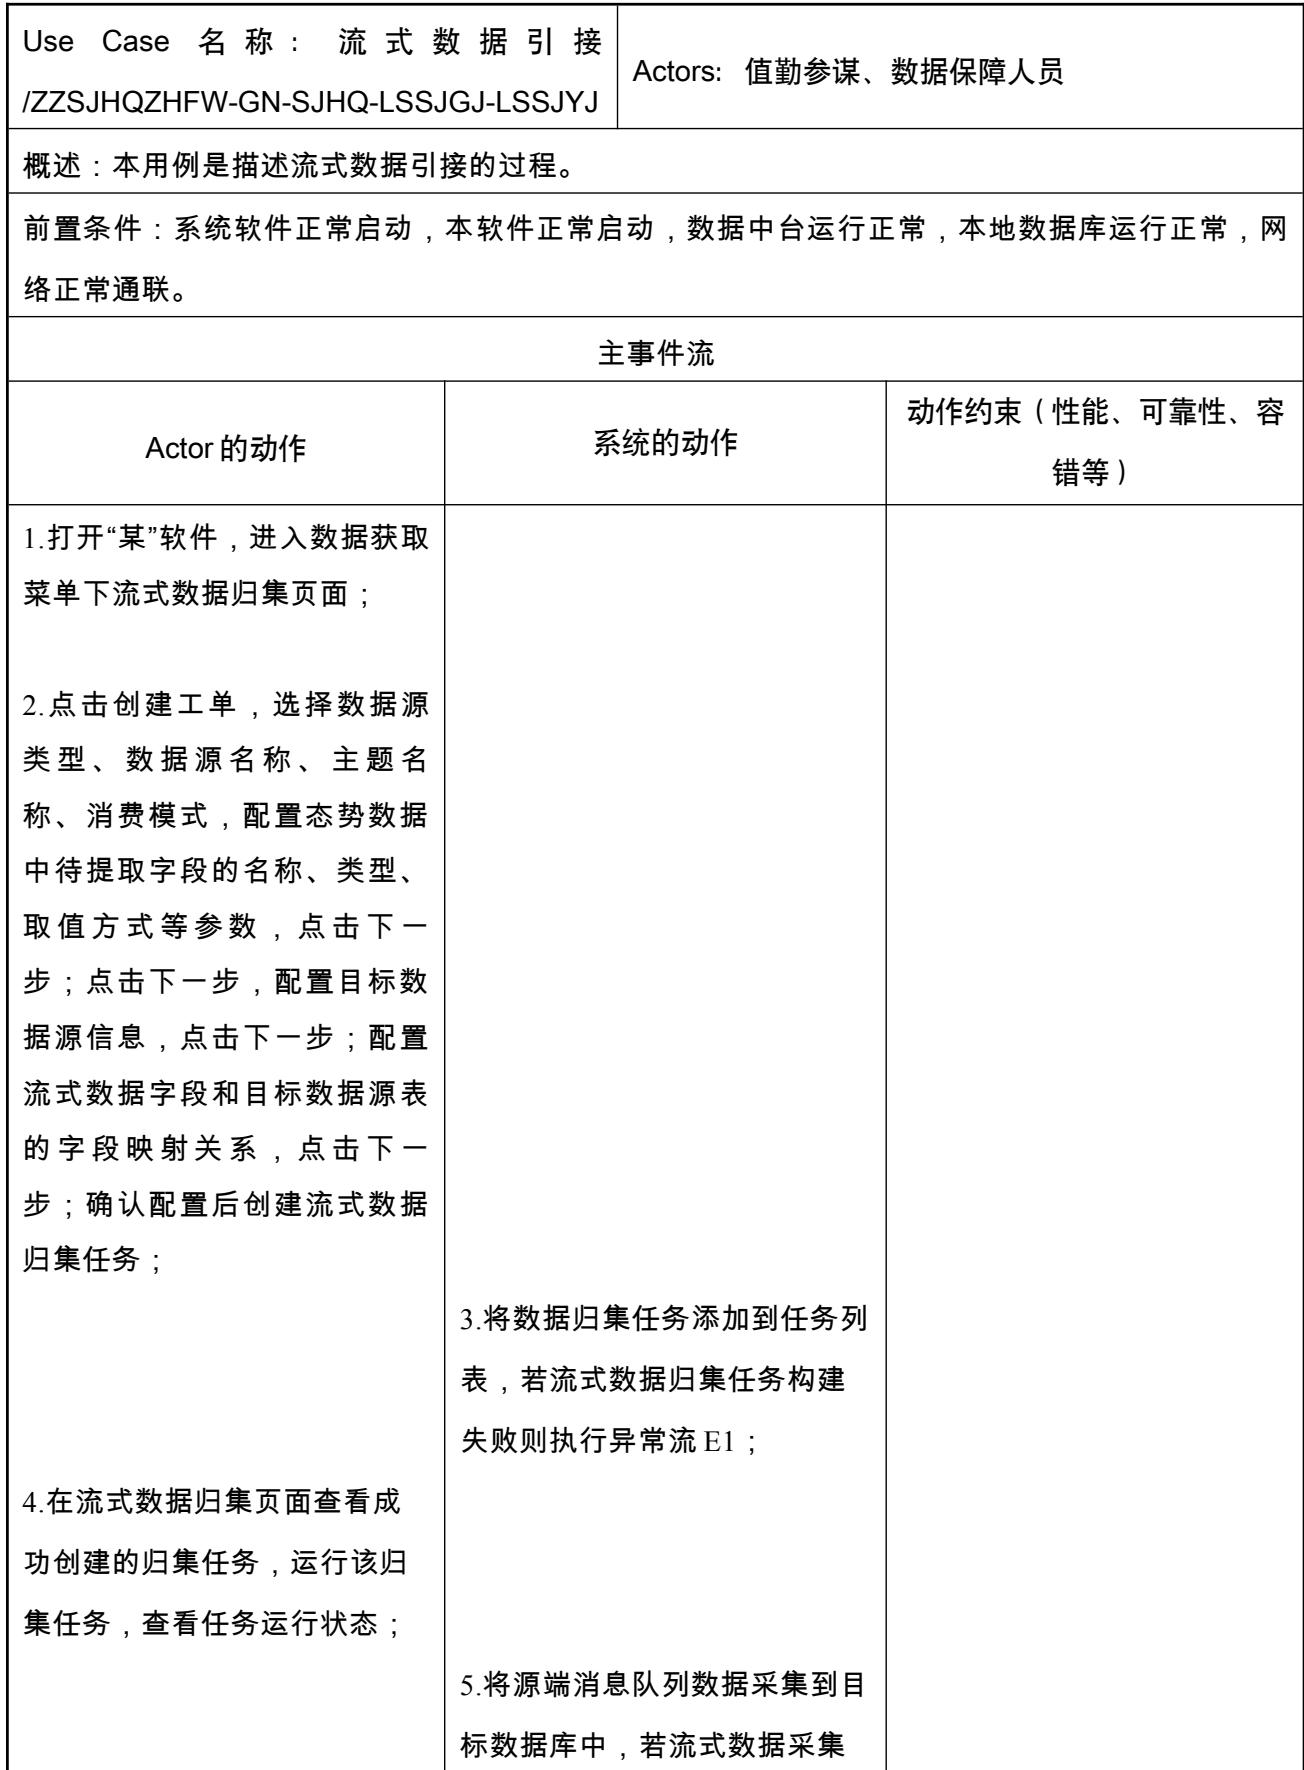 Use Case 名称: 流式数据引接
/ZZSJHQZHFW-GN-SJHQ-LSSJGJ-LSSJYJ
Actors: 值勤参谋、数据保障人员
概述：本用例是描述流式数据引接的过程。
前置条件：系统软件正常启动，本软件正常启动，数据中台运行正常，本地数据库运行正常，网
络正常通联。
主事件流
Actor 的动作
系统的动作
动作约束（性能、可靠性、容
错等）
1.打开“某”软件，进入数据获取
菜单下流式数据归集页面；
2.点击创建工单，选择数据源
类型、数据源名称、主题名
称、消费模式，配置态势数据
中待提取字段的名称、类型、
取值方式等参数，点击下一
步；点击下一步，配置目标数
据源信息，点击下一步；配置
流式数据字段和目标数据源表
的字段映射关系，点击下一
步；确认配置后创建流式数据
归集任务；
3.将数据归集任务添加到任务列
表，若流式数据归集任务构建
失败则执行异常流 E1；
4.在流式数据归集页面查看成
功创建的归集任务，运行该归
集任务，查看任务运行状态；
5.将源端消息队列数据采集到目
标数据库中，若流式数据采集